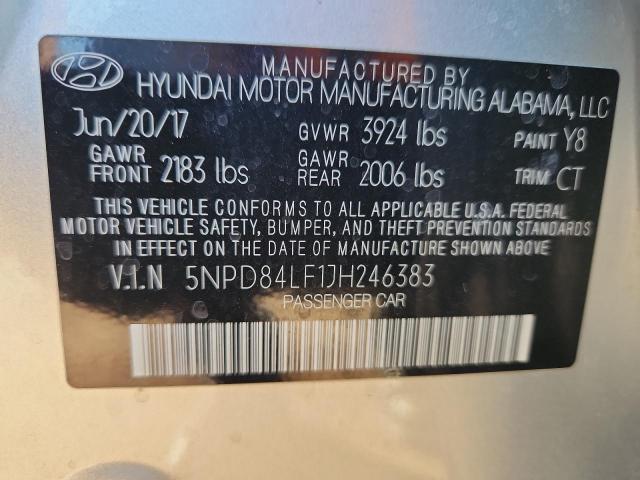 MANUFACTURED BY
HYUNDAI MOTOR MANUFACTURING ALABAMA, LLC
Jun/20/17 GVWR 3924 lbs PAINT Y8
GAWR FRONT 2183 lbs GAWR REAR 2006 lbs TRIM CT
THIS VEHICLE CONFORMS TO ALL APPLICABLE U.S.A. FEDERAL
MOTOR VEHICLE SAFETY, BUMPER, AND THEFT PREVENTION STANDARDS
IN EFFECT ON THE DATE OF MANUFACTURE SHOWN ABOVE
V.I.N 5NPD84LF1JH246383
PASSENGER CAR